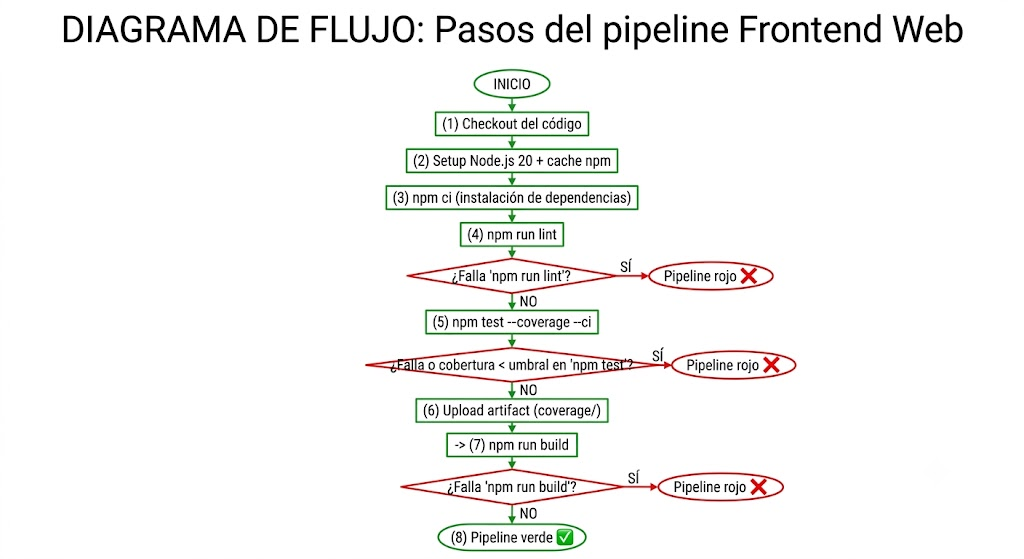 DIAGRAMA DE FLUJO: Pasos del pipeline Frontend Web
INICIO
(1) Checkout del código
(2) Setup Node.js 20 + cache npm
(3) npm ci (instalación de dependencias)
(4) npm run lint
¿Falla 'npm run lint'?
SÍ
Pipeline rojo ❌
NO
(5) npm test --coverage --ci
¿Falla o cobertura < umbral en 'npm test'?
SÍ
Pipeline rojo ❌
NO
(6) Upload artifact (coverage/)
-> (7) npm run build
¿Falla 'npm run build'?
SÍ
Pipeline rojo ❌
NO
(8) Pipeline verde ✅